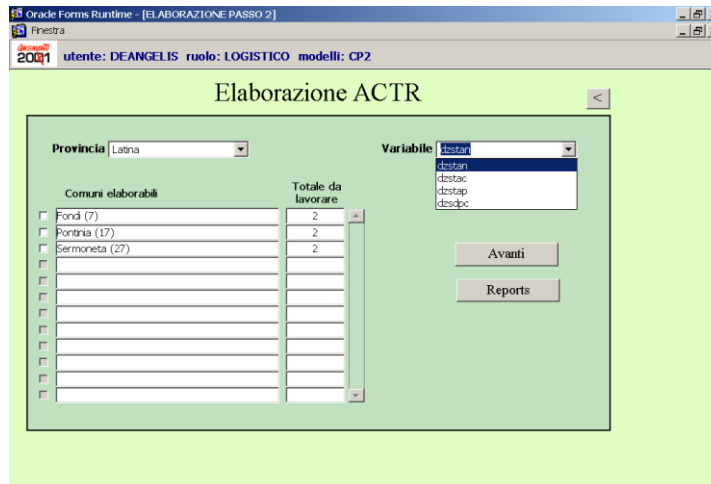 Oracle Forms Runtime - [ELABORAZIONE PASSO 2]
Finestra
Censimenti 2001 utente: DEANGELIS ruolo: LOGISTICO modelli: CP2
Elaborazione ACTR
<
Provincia Latina
Variabile dzstan
dzstan
dzstac
dzstap
dzsdpc
Comuni elaborabili
Totale da lavorare
Fondi (7) 2
Pontinia (17) 2
Sermoneta (27) 2
Avanti
Reports